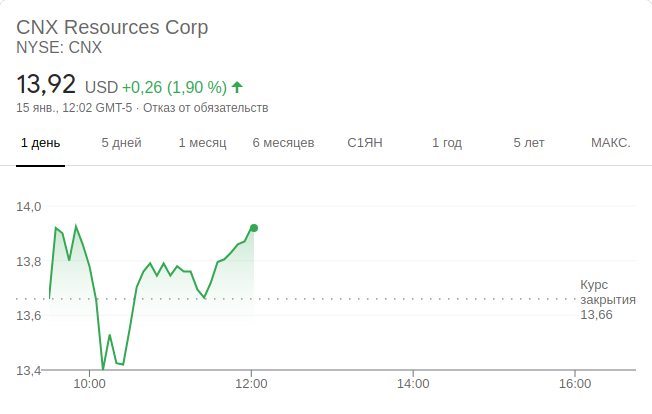 CNX Resources Corp
NYSE: CNX
13,92 USD +0,26 (1,90 %)
15 янв., 12:02 GMT-5 · Отказ от обязательств
1 день 5 дней 1 месяц 6 месяцев С1ЯН 1 год 5 лет МАКС.
14,0
13,8
13,6
13,4
Курс
закрытия
13,66
10:00 12:00 14:00 16:00